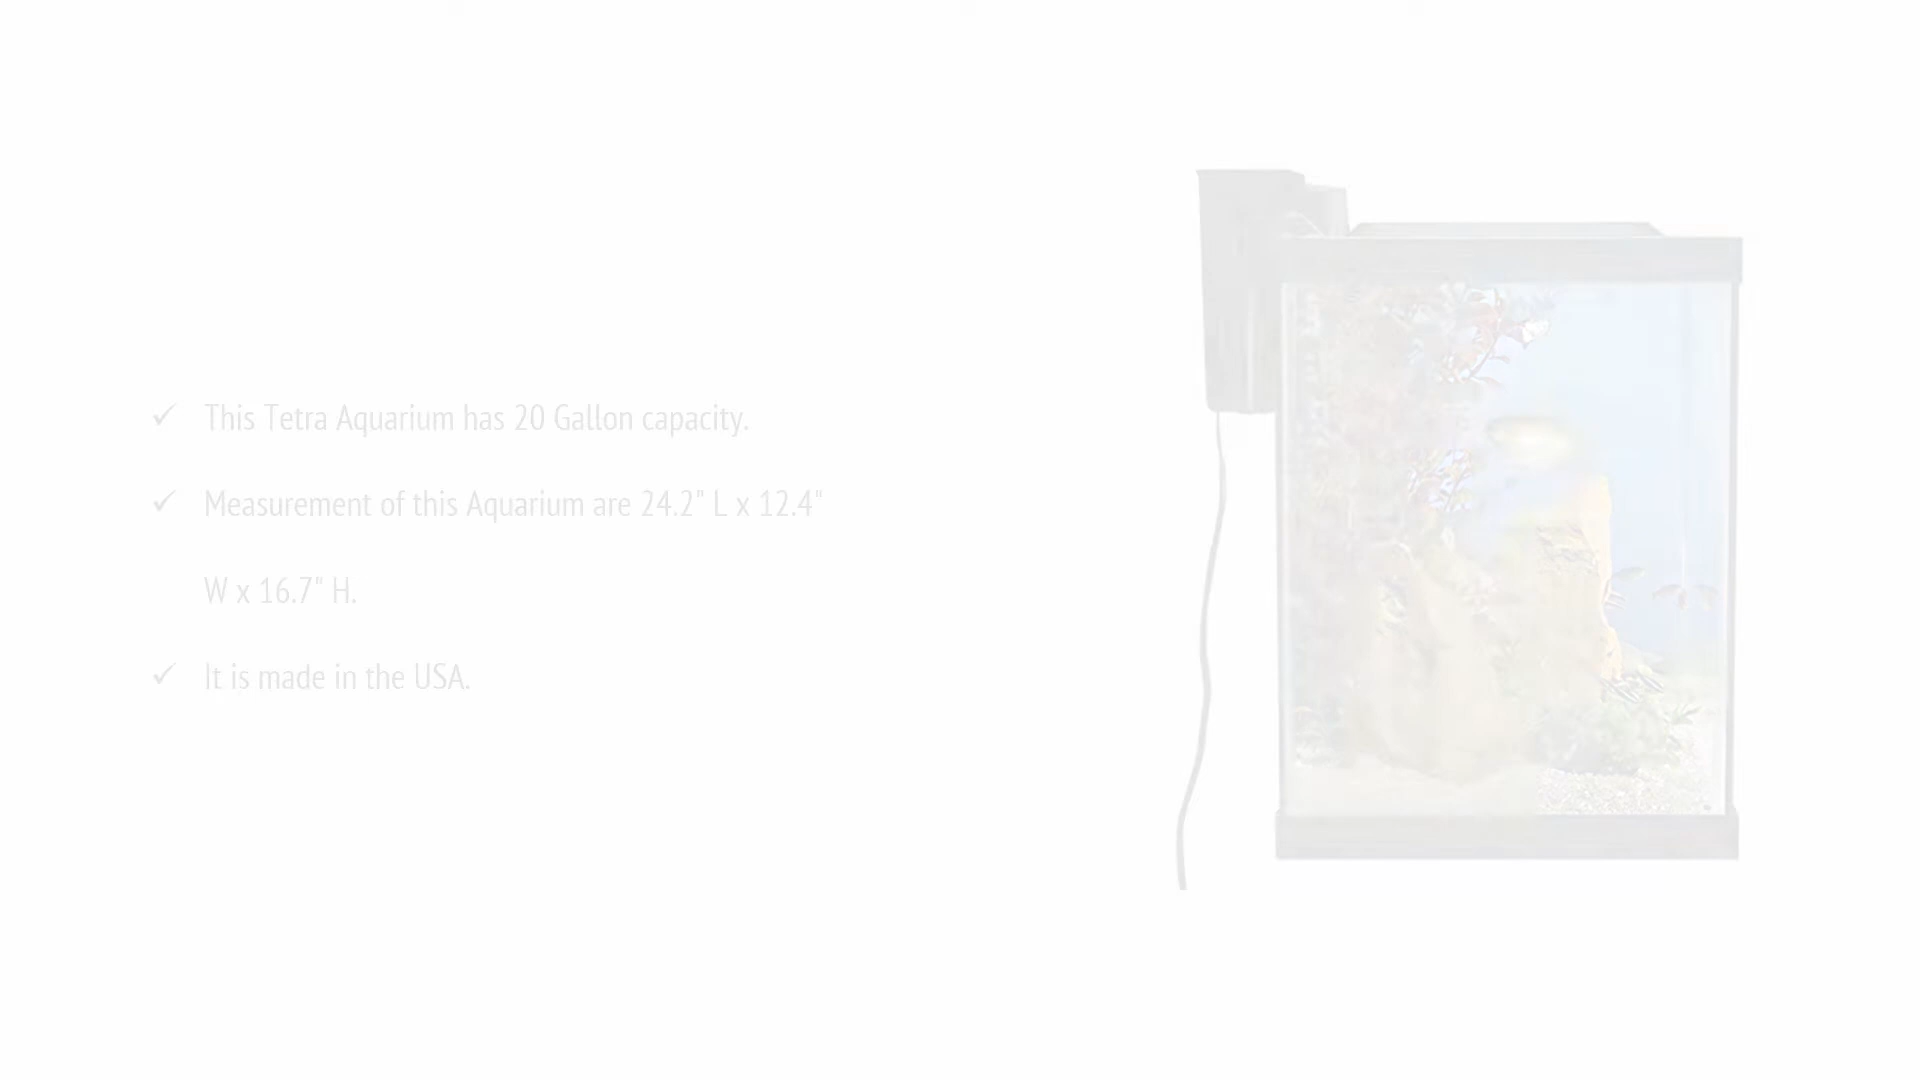 ✓ This Tetra Aquarium has 20 Gallon capacity.
✓ Measurement of this Aquarium are 24.2" L x 12.4"
W x 16.7" H.
✓ It is made in the USA.